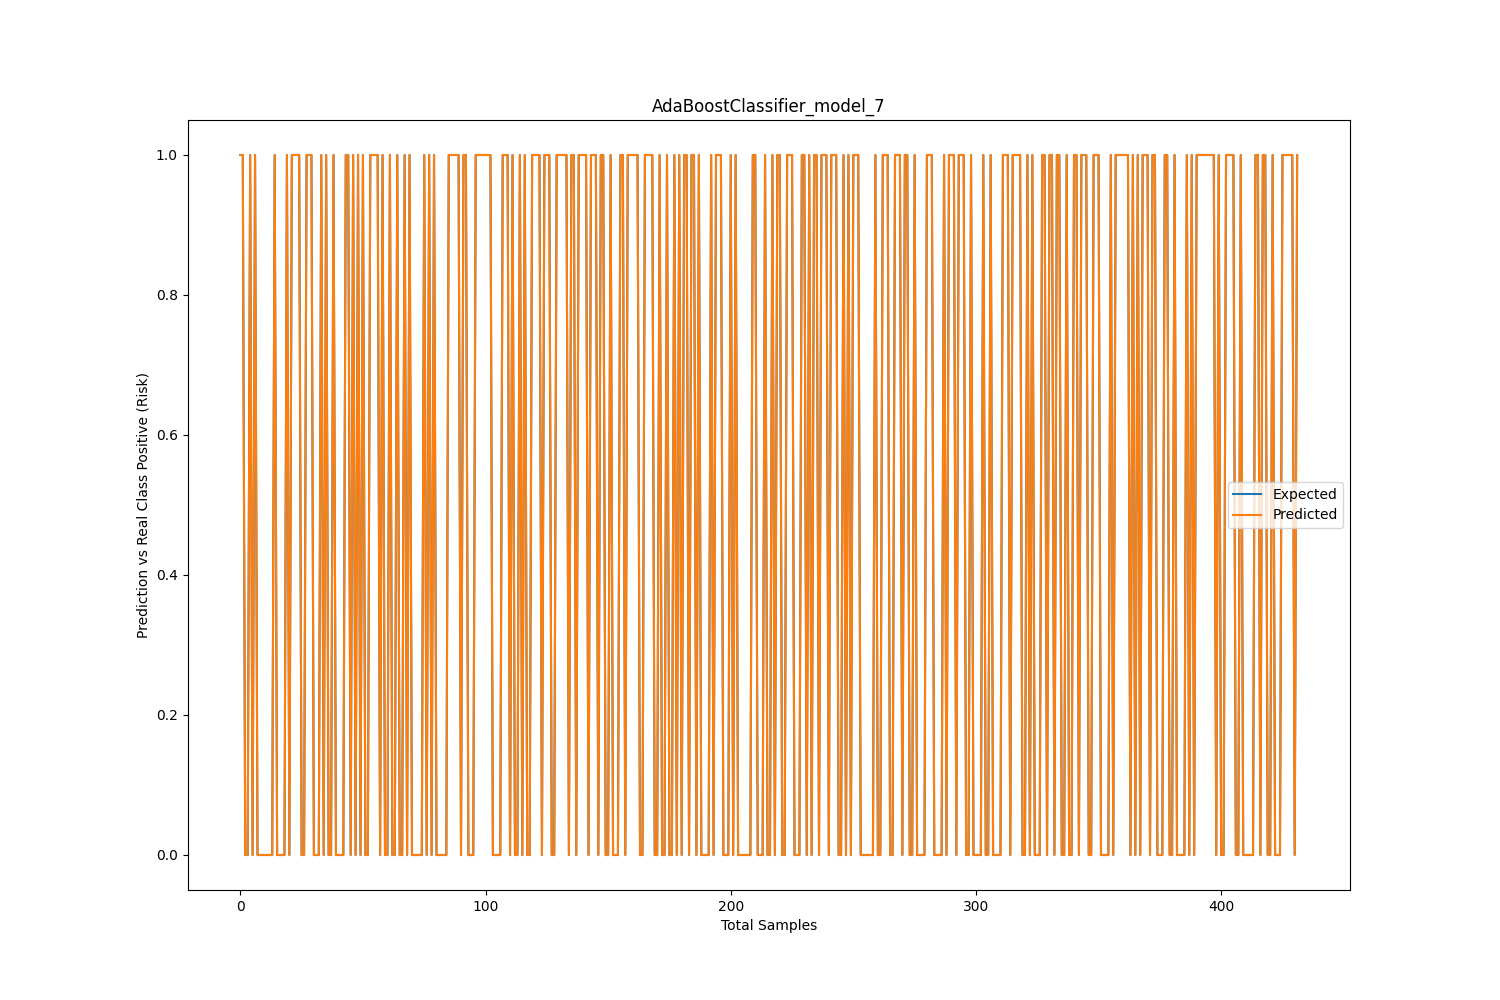 AdaBoostClassifier_model_7
1.0
0.8
0.6
0.4
0.2
0.0
Prediction vs Real Class Positive (Risk)
Expected
Predicted
0 100 200 300 400
Total Samples